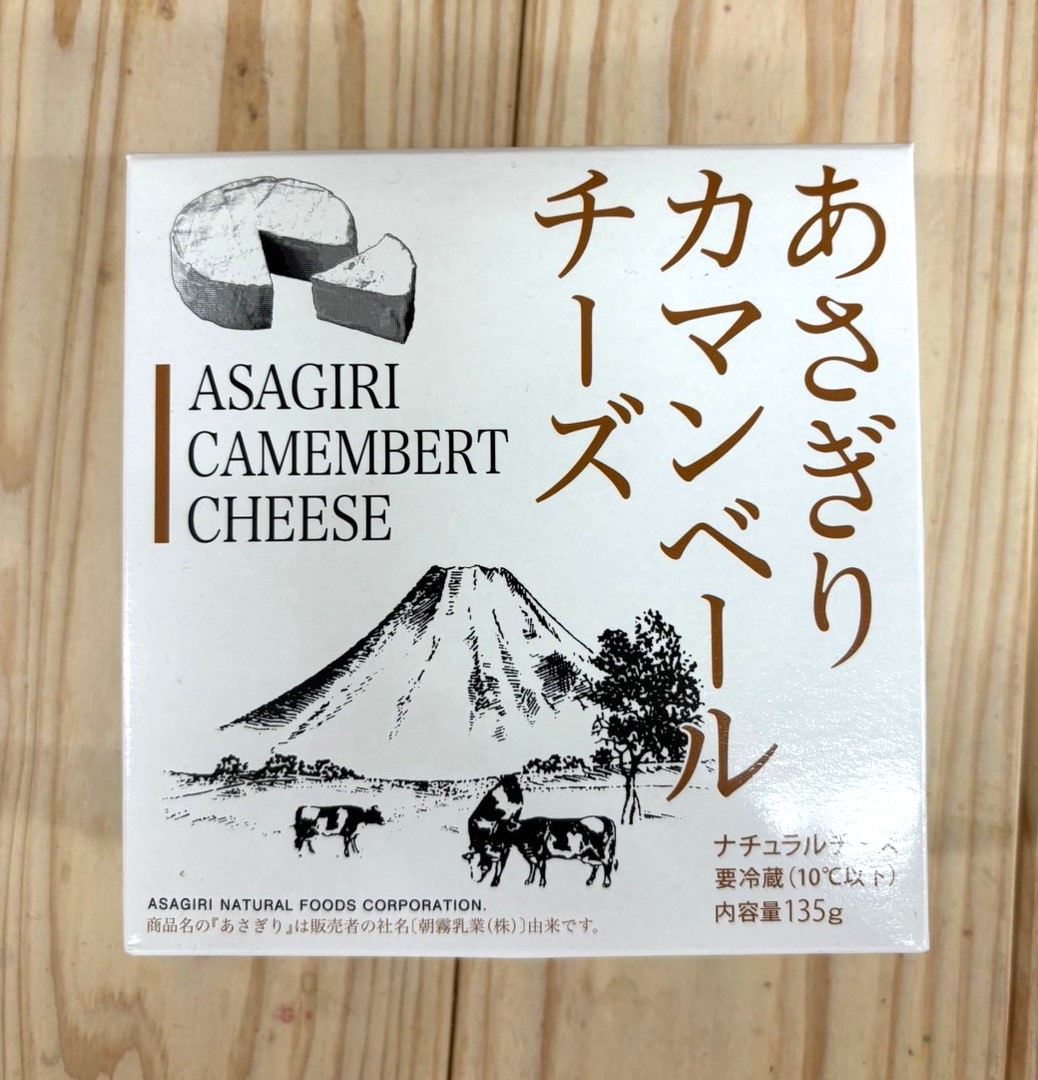 あさぎり
カマンベール
チーズ
ASAGIRI
CAMEMBERT
CHEESE
ナチュラルチーズ
要冷蔵(10℃以下)
内容量135g
ASAGIRI NATURAL FOODS CORPORATION.
商品名の『あさぎり』は販売者の社名〔朝霧乳業(株)〕由来です。